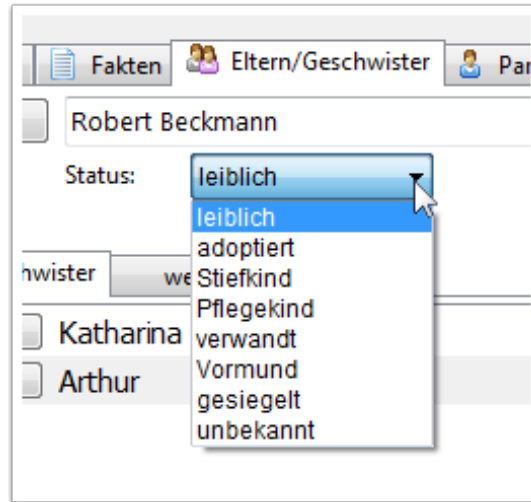 Fakten Eltern/Geschwister
Robert Beckmann
Status: leiblich
leiblich
adoptiert
Stiefkind
Pflegekind
verwandt
Vormund
gesiegelt
unbekannt
Katharina
Arthur